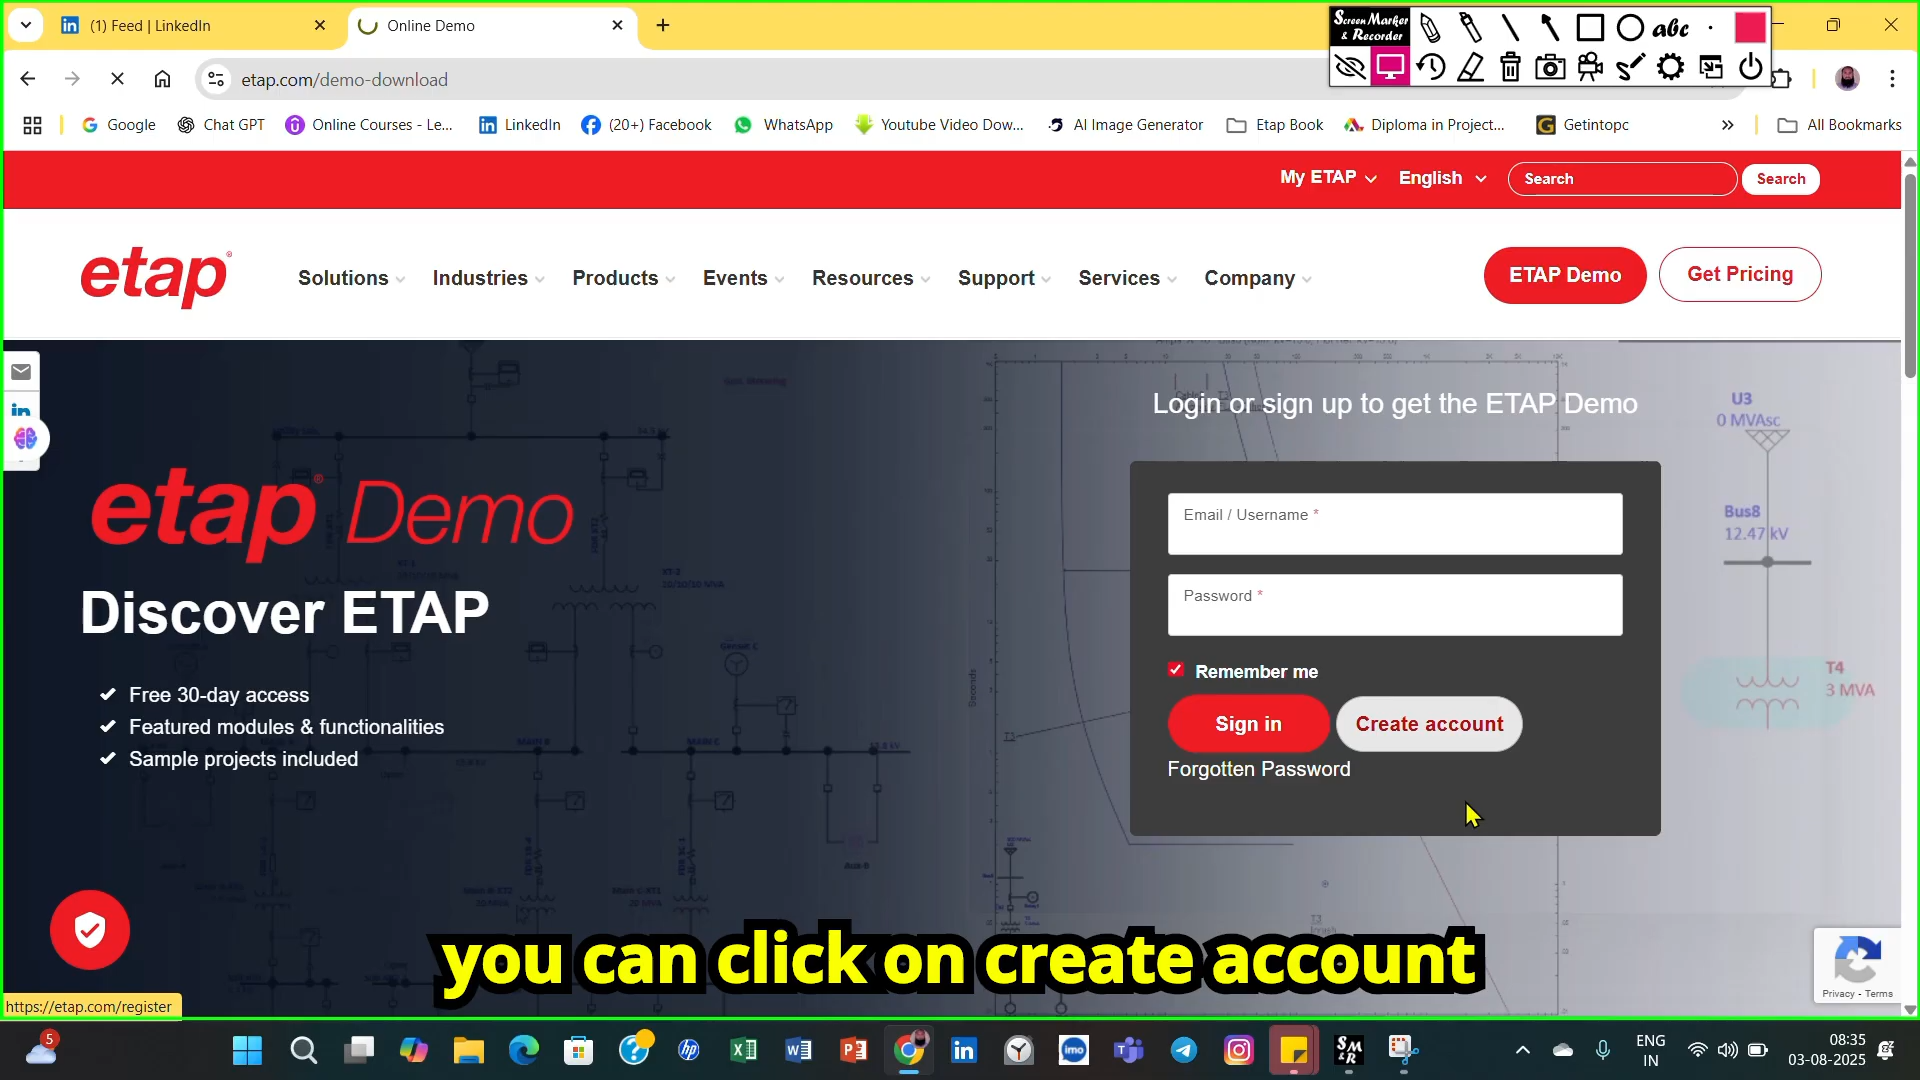 (1) Feed | LinkedIn
Online Demo
Screen Marker
& Recorder
abc
etap.com/demo-download
Google
Chat GPT
Online Courses - Le...
LinkedIn
(20+) Facebook
WhatsApp
Youtube Video Dow...
AI Image Generator
Etap Book
Diploma in Project...
Getintopc
All Bookmarks
My ETAP
English
Search
Search
etap
Solutions
Industries
Products
Events
Resources
Support
Services
Company
ETAP Demo
Get Pricing
Login or sign up to get the ETAP Demo
U3
0 MVAsc
Bus8
12.47 kV
T4
3 MVA
etap Demo
Discover ETAP
Free 30-day access
Featured modules & functionalities
Sample projects included
Email / Username *
Password *
Remember me
Sign in
Create account
Forgotten Password
Seconds
you can click on create account
Privacy - Terms
https://etap.com/register
5
imo
SM
&R
ENG
IN
08:35
03-08-2025